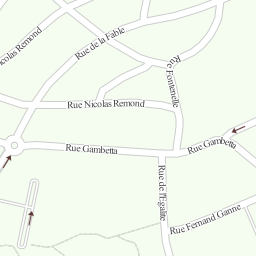 Rue de la Fable
Nicolas Remond
Rue Fontenelle
Rue Nicolas Remond
Rue Gambetta
Rue Gambetta
Rue de l'Egalite
Rue Fernand Ganne